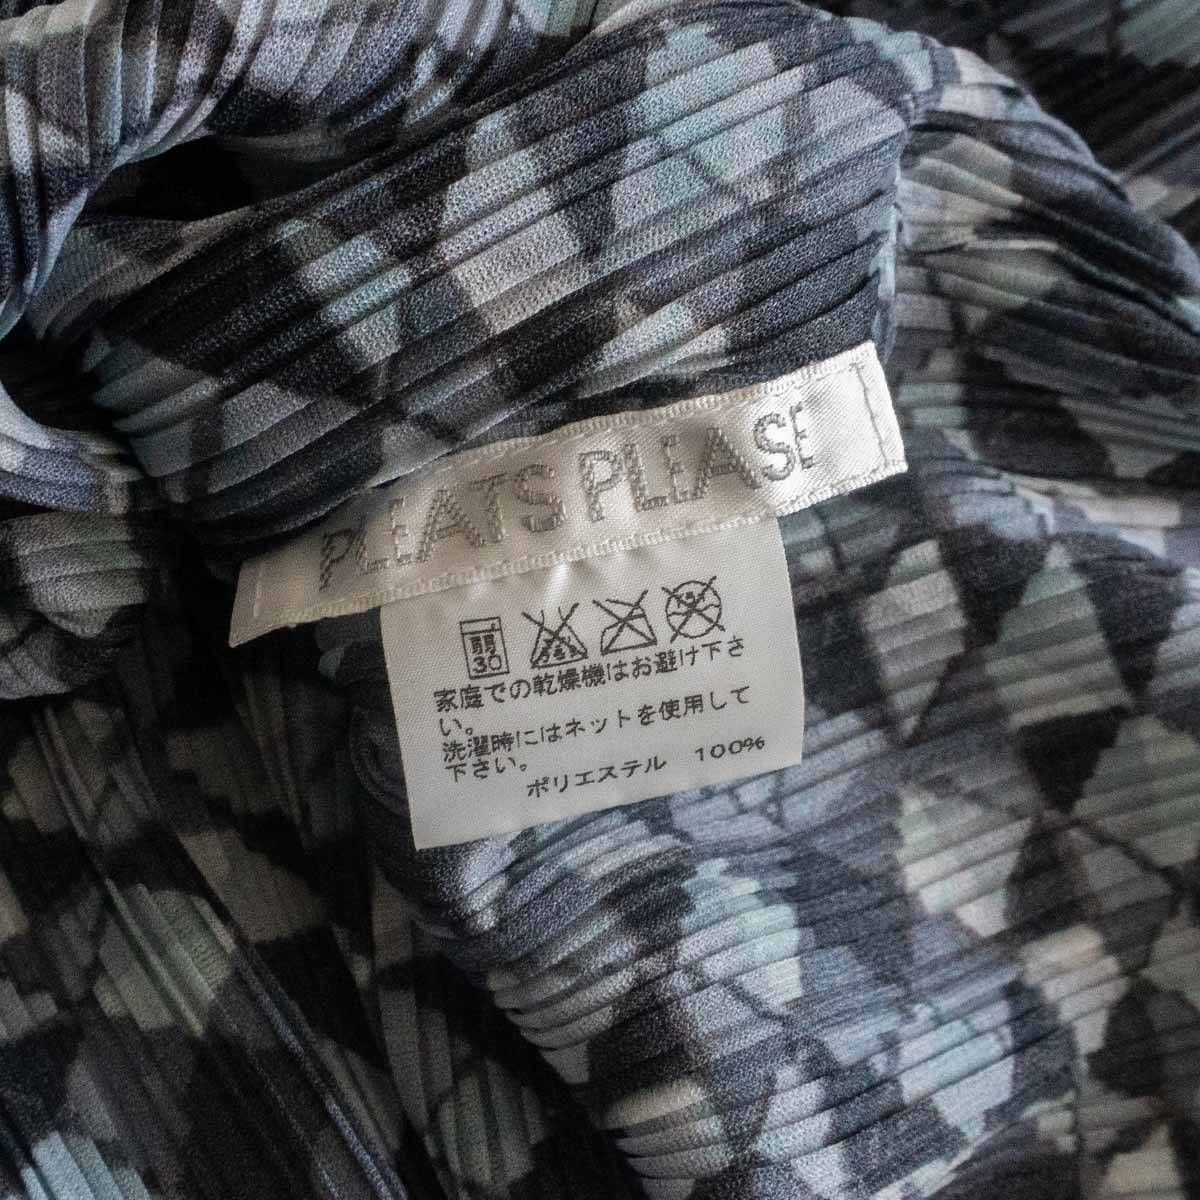 PLEATS PLEASE
弱
30
家庭での乾燥機はお避け下さ
い。
洗濯時にはネットを使用して
下さい。
ポリエステル 100%